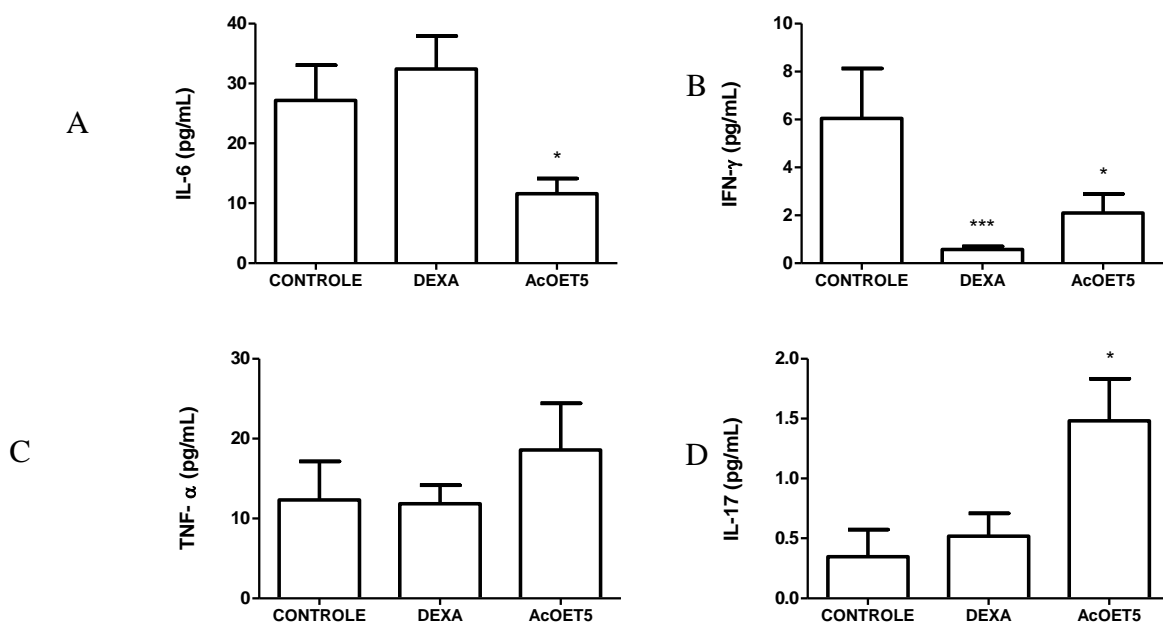 A
IL-6 (pg/mL)
40
30
20
10
0
*
CONTROLE DEXA AcOET5
B
IFN-γ (pg/mL)
10
8
6
4
2
0
***
*
CONTROLE DEXA AcOET5
C
TNF- α (pg/mL)
30
20
10
0
CONTROLE DEXA AcOET5
D
IL-17 (pg/mL)
2.0
1.5
1.0
0.5
0.0
*
CONTROLE DEXA AcOET5